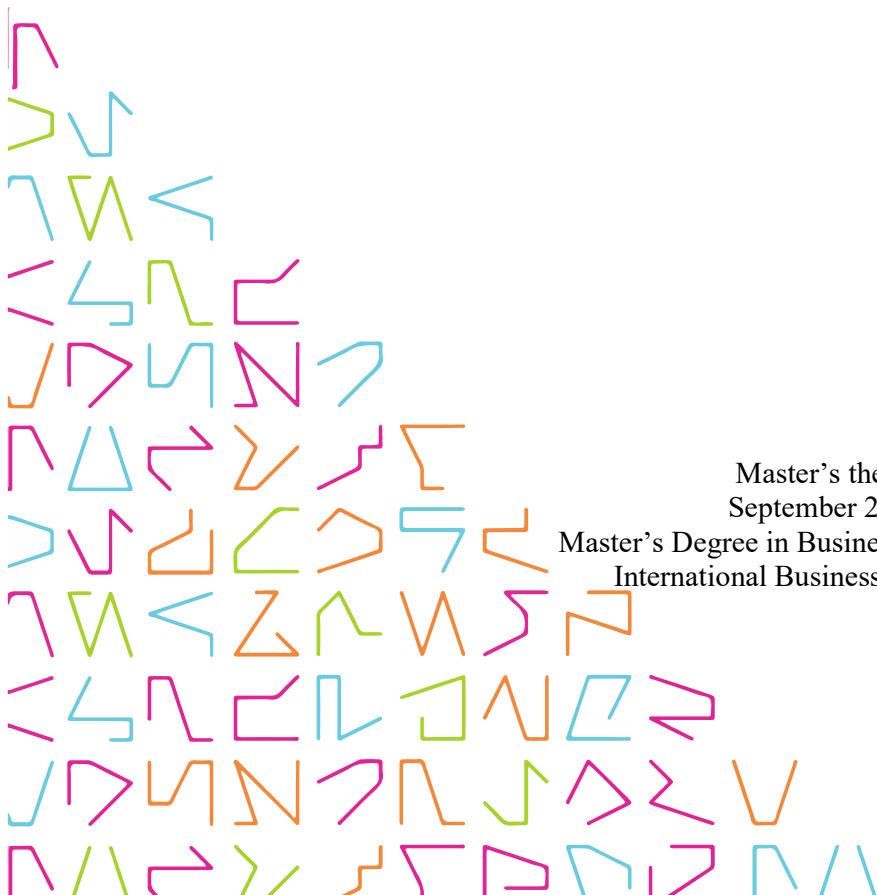 Master’s the
September 2
Master’s Degree in Busine
International Business